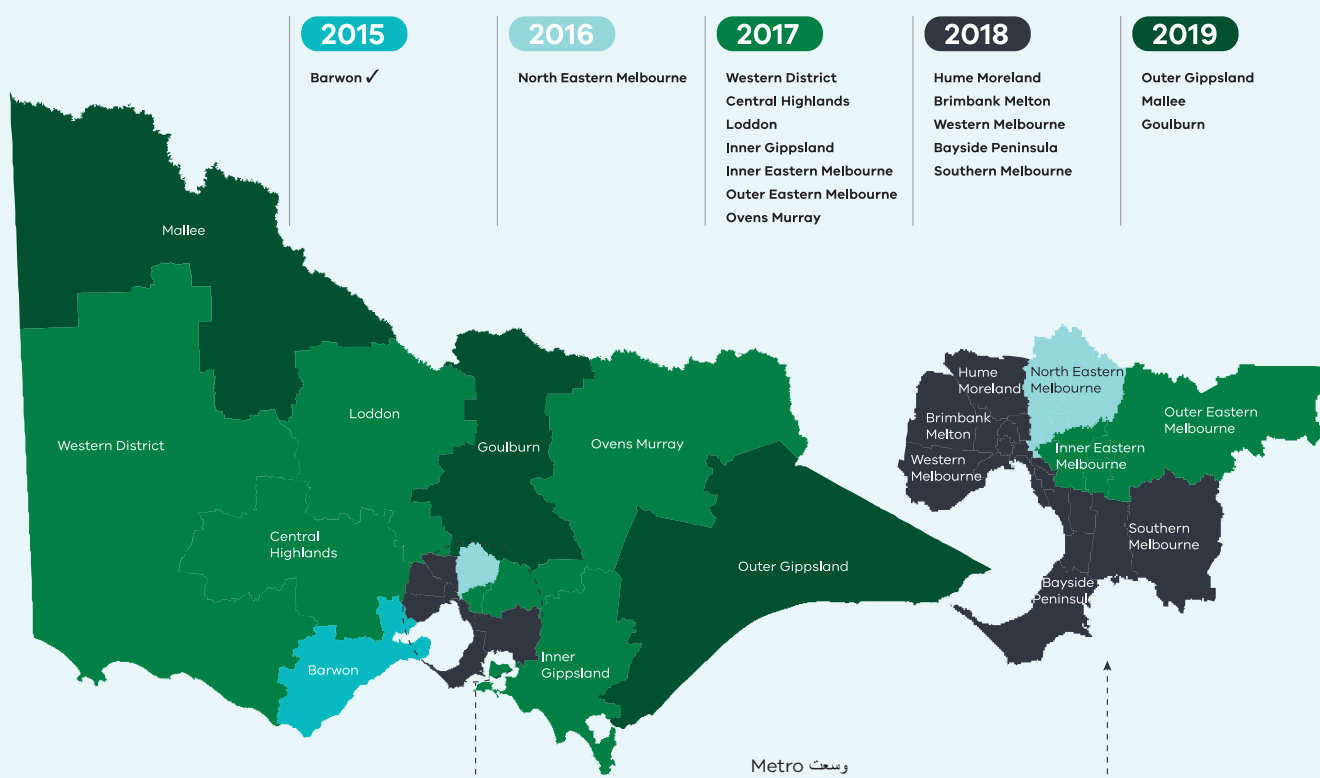 2015
Barwon ✓
2016
North Eastern Melbourne
2017
Western District
Central Highlands
Loddon
Inner Gippsland
Inner Eastern Melbourne
Outer Eastern Melbourne
Ovens Murray
2018
Hume Moreland
Brimbank Melton
Western Melbourne
Bayside Peninsula
Southern Melbourne
2019
Outer Gippsland
Mallee
Goulburn
Mallee
Western District
Loddon
Central
Highlands
Barwon
Goulburn
Ovens Murray
Inner
Gippsland
Outer Gippsland
Hume
Moreland
North Eastern
Melbourne
Brimbank
Melton
Western
Melbourne
Inner Eastern
Melbourne
Outer Eastern
Melbourne
Southern
Melbourne
Bayside
Peninsula
وسعت Metro